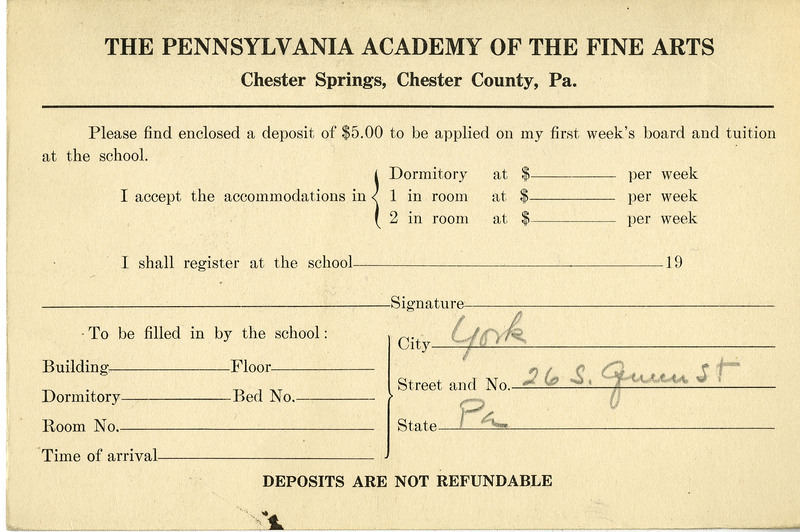 THE PENNSYLVANIA ACADEMY OF THE FINE ARTS
Chester Springs, Chester County, Pa.
Please find enclosed a deposit of $5.00 to be applied on my first week's board and tuition
at the school.
I accept the accommodations in
Dormitory at $ per week
1 in room at $ per week
2 in room at $ per week
I shall register at the school 19
Signature
To be filled in by the school:
Building Floor
Dormitory Bed No.
Room No.
Time of arrival
City York
Street and No. 26 S. Queen St
State Pa
DEPOSITS ARE NOT REFUNDABLE